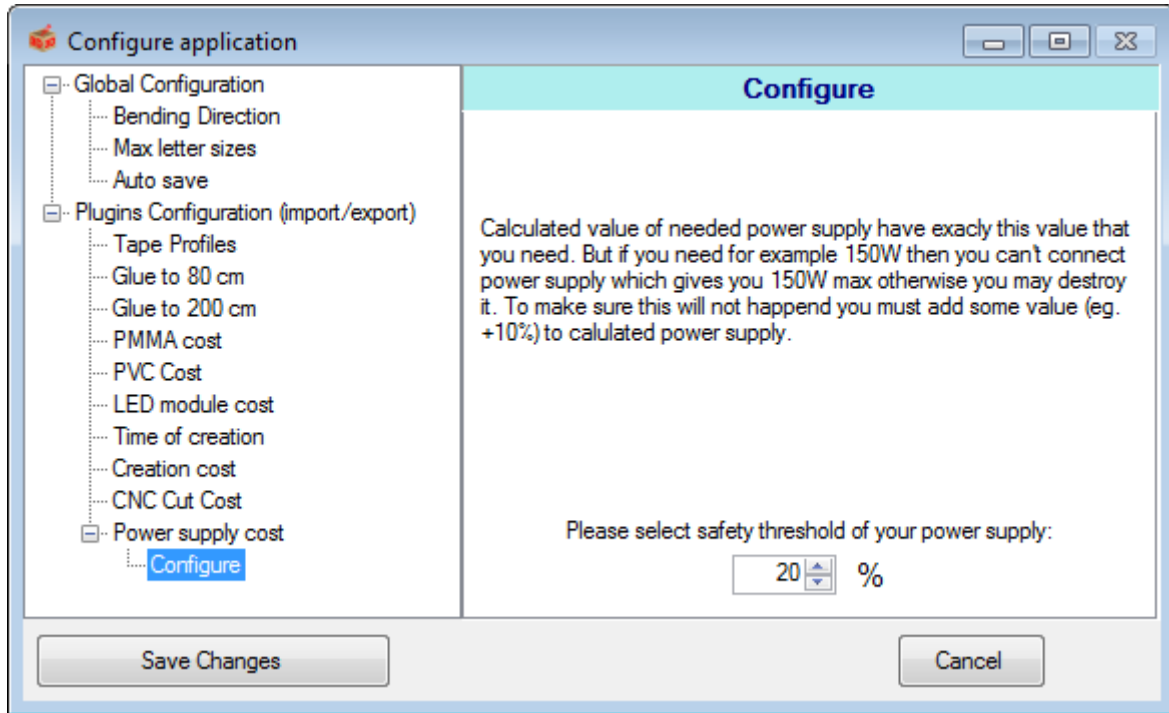 Configure application
Global Configuration
Bending Direction
Max letter sizes
Auto save
Plugins Configuration (import/export)
Tape Profiles
Glue to 80 cm
Glue to 200 cm
PMMA cost
PVC Cost
LED module cost
Time of creation
Creation cost
CNC Cut Cost
Power supply cost
Configure
Configure
Calculated value of needed power supply have exacly this value that
you need. But if you need for example 150W then you can't connect
power supply which gives you 150W max otherwise you may destroy
it. To make sure this will not happend you must add some value (eg.
+10%) to calulated power supply.
Please select safety threshold of your power supply:
20 %
Save Changes
Cancel